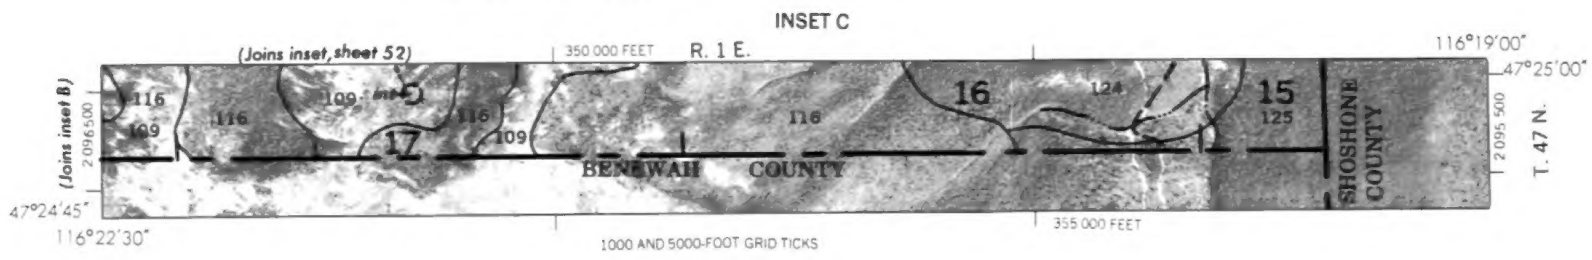 INSET C
(Joins inset, sheet 52)
350 000 FEET
R. 1 E.
116°19'00"
47°25'00"
(Joins inset B)
2 096 500
116
109
116
109
int
17
116
109
116
16
124
15
125
SHOSHONE
COUNTY
2 095 500
T. 47 N.
BENEWAH COUNTY
47°24'45"
116°22'30"
355 000 FEET
1000 AND 5000-FOOT GRID TICKS